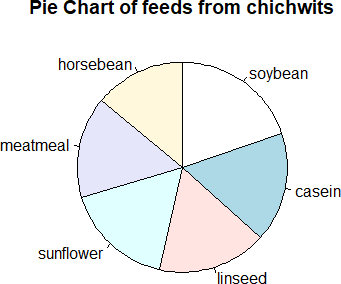 Pie Chart of feeds from chichwits
horsebean
soybean
meatmeal
casein
sunflower
linseed